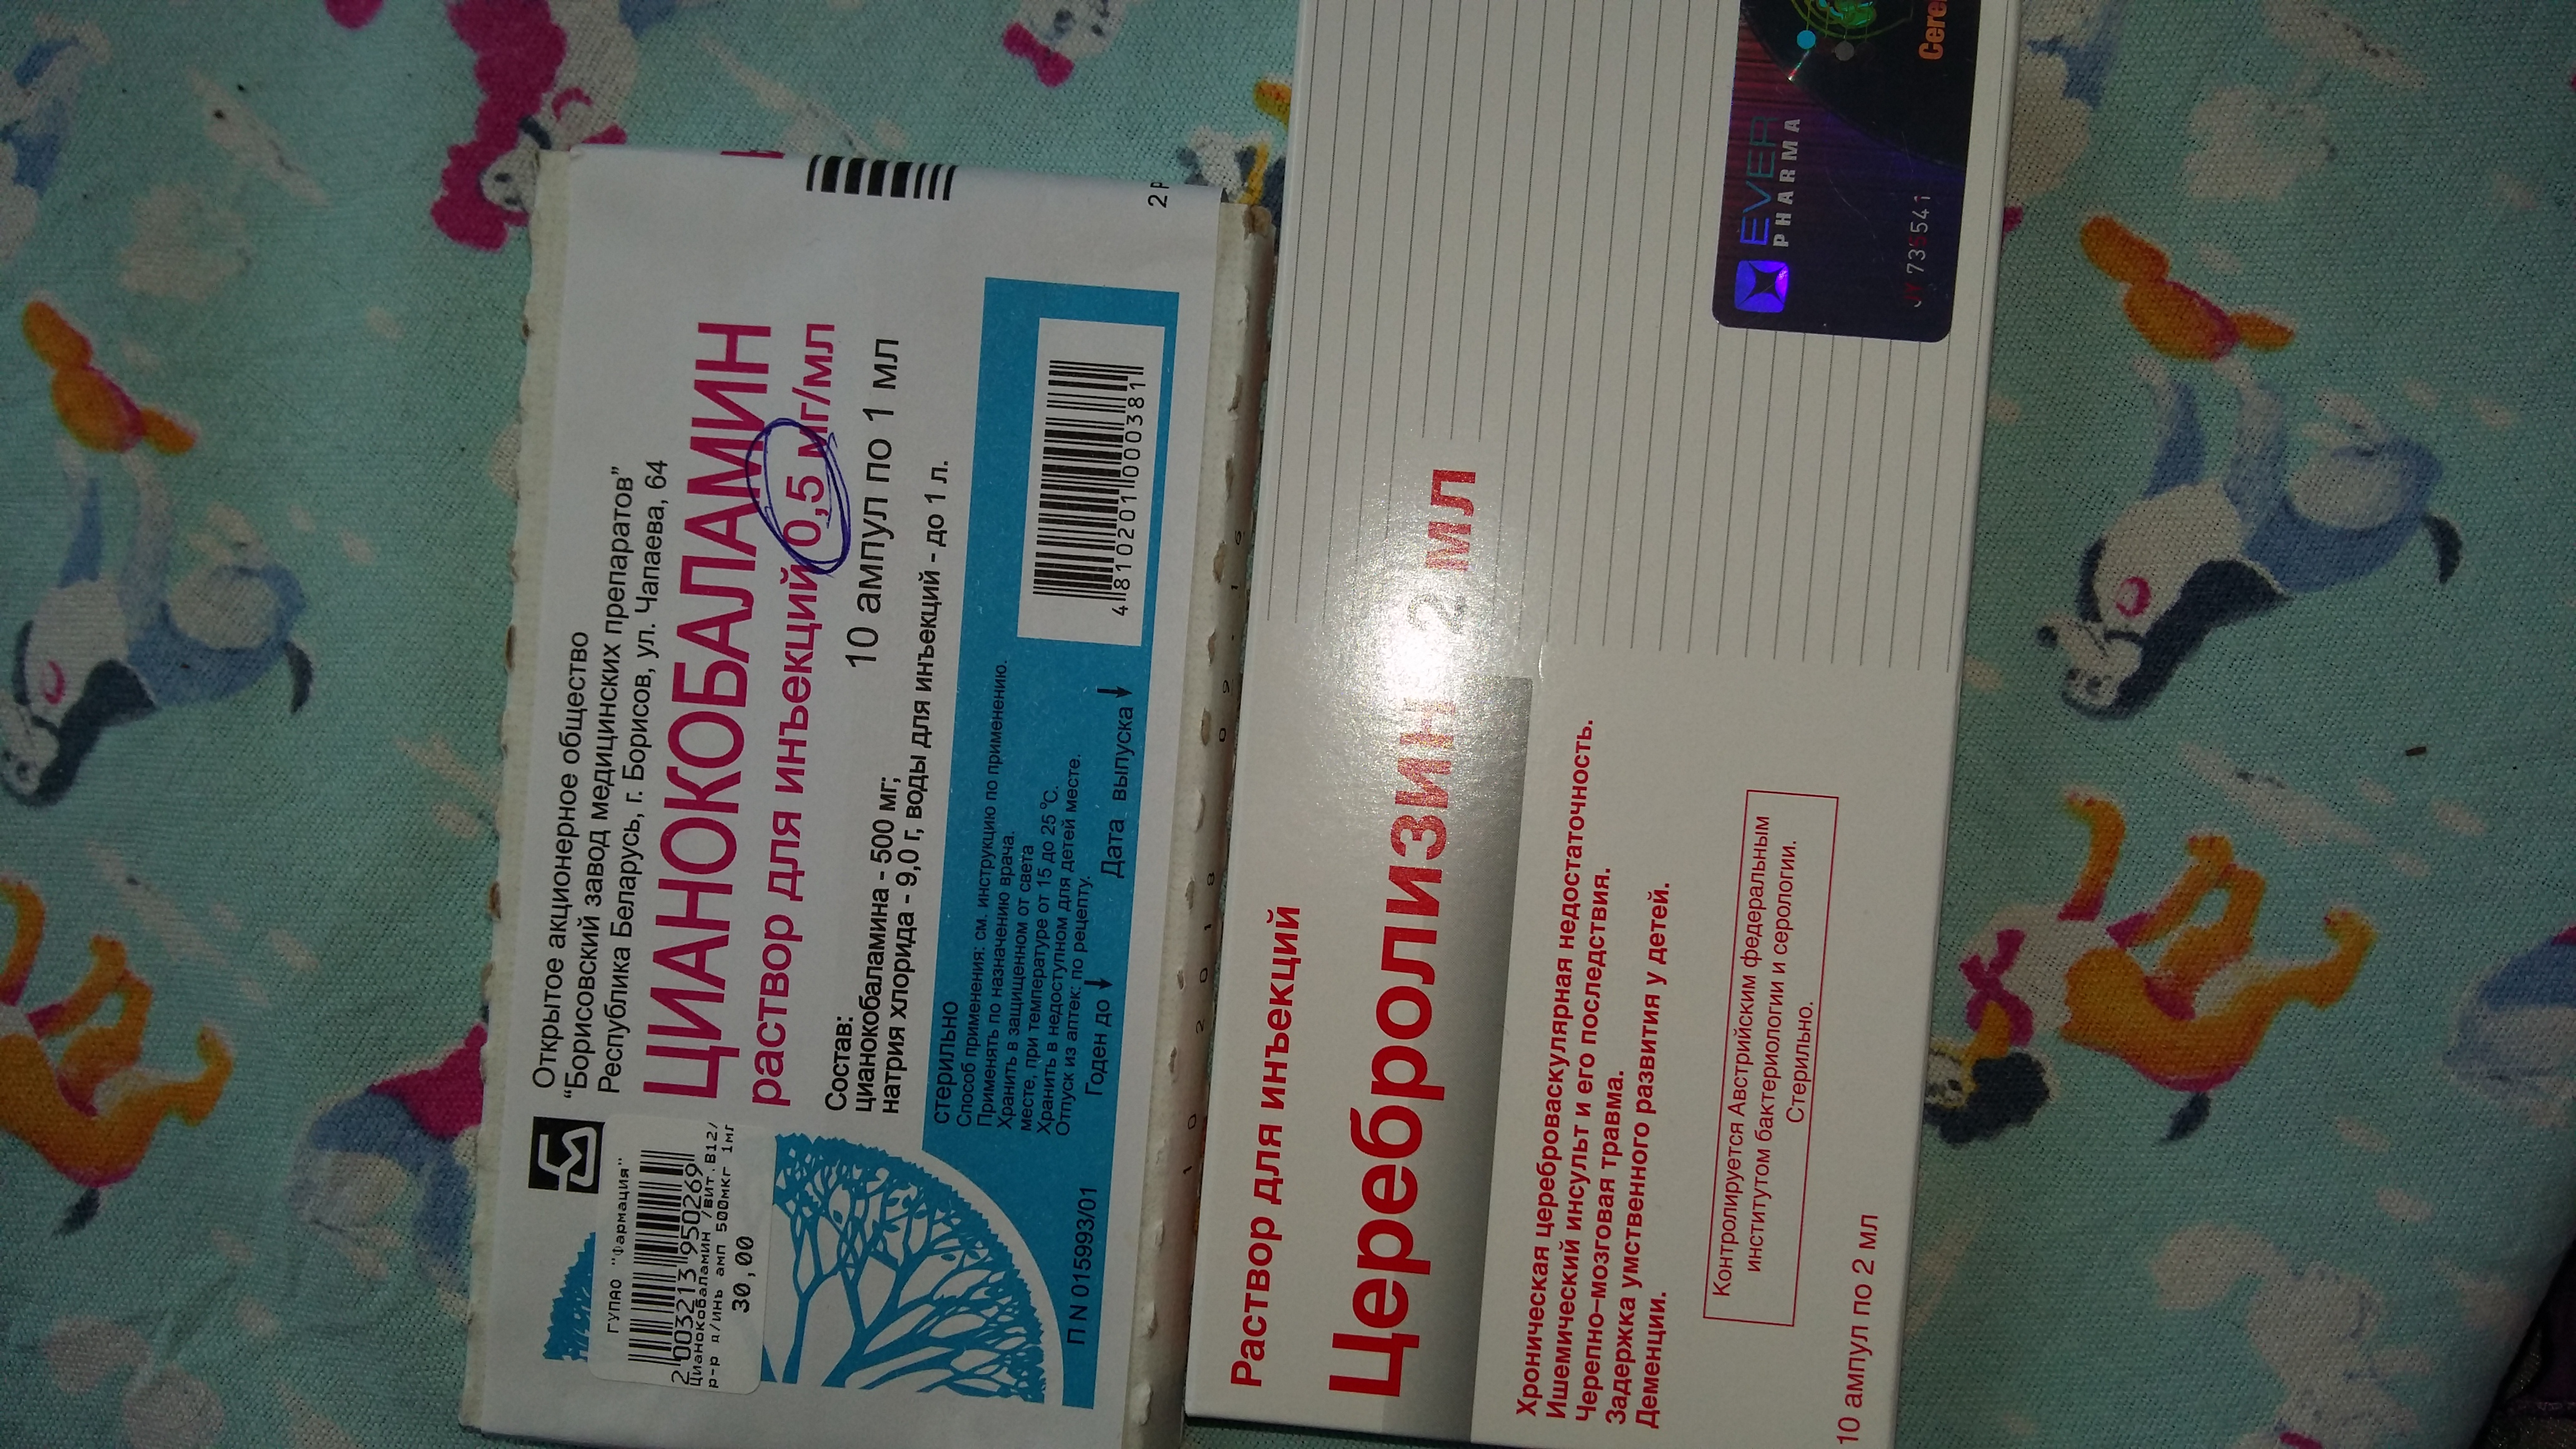 Открытое акционерное общество
“Борисовский завод медицинских препаратов”
Республика Беларусь, г. Борисов, ул. Чапаева, 64
ЦИАНОКОБАЛАМИН
раствор для инъекций 0,5 мг/мл
10 ампул по 1 мл
Состав:
цианокобаламина - 500 мг;
натрия хлорида - 9,0 г, воды для инъекций - до 1 л.
стерильно
Способ применения: см. инструкцию по применению.
Применять по назначению врача.
Хранить в защищенном от света
месте, при температуре от 15 до 25 °С.
Хранить в недоступном для детей месте.
Отпуск из аптек: по рецепту.
Годен до
Дата выпуска
4 810201 000381
П N 015993/01
ГУПАО "Фармация"
2 003213 950269
Цианокобаламин /вит.В12/
р-р д/инъ амп 500мкг 1мг
30,00
2 р
Раствор для инъекций
Церебролизин 2 мл
Хроническая цереброваскулярная недостаточность.
Ишемический инсульт и его последствия.
Черепно–мозговая травма.
Задержка умственного развития у детей.
Деменции.
Контролируется Австрийским федеральным
институтом бактериологии и серологии.
Стерильно.
10 ампул по 2 мл
EVER
PHARMA
Cere